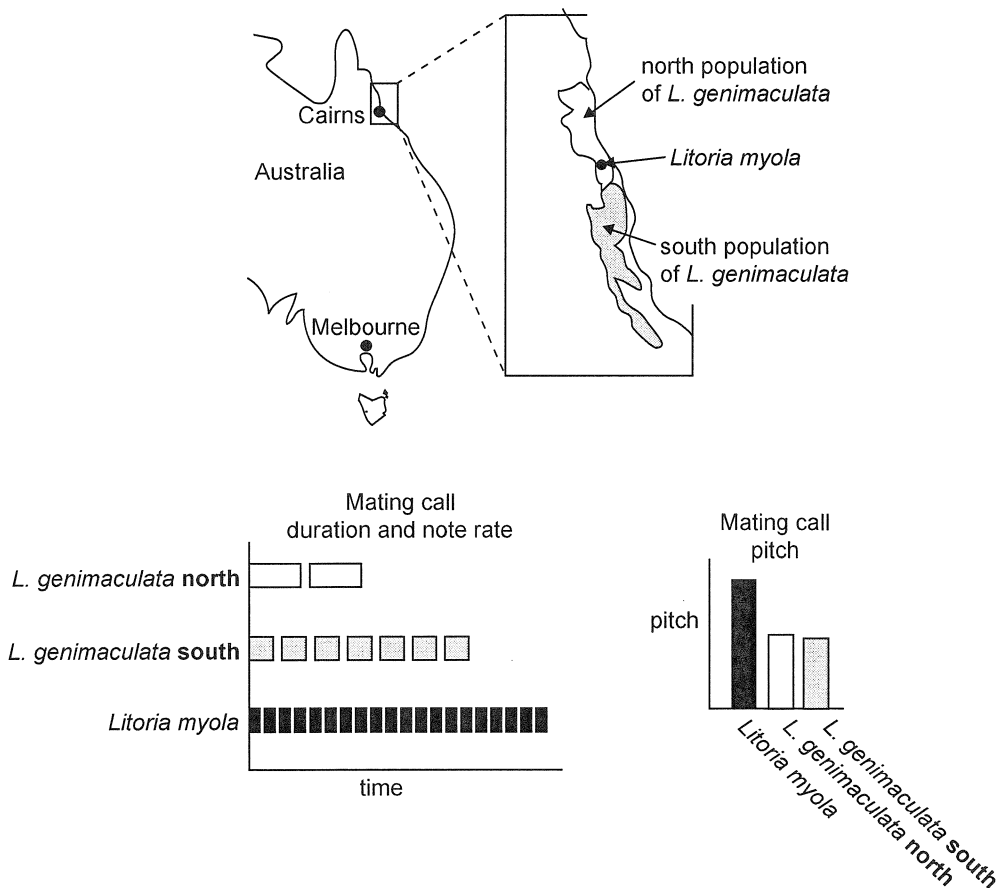 Cairns
Australia
Melbourne
north population
of L. genimaculata
Litoria myola
south population
of L. genimaculata
Mating call
duration and note rate
L. genimaculata north
L. genimaculata south
Litoria myola
time
Mating call
pitch
pitch
Litoria myola
L. genimaculata north
L. genimaculata south